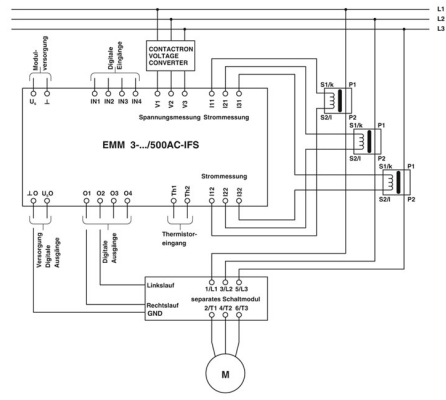 L1
L2
L3
Modul-
versorgung
Digitale
Eingänge
CONTACTRON
VOLTAGE
CONVERTER
Us ⊥ IN1 IN2 IN3 IN4 V1 V2 V3 I11 I21 I31
Spannungsmessung Strommessung
EMM 3-.../500AC-IFS
Strommessung
⊥O UsO O1 O2 O3 O4 Th1 Th2 I12 I22 I32
S1/k P1
S2/l P2
S1/k P1
S2/l P2
S1/k P1
S2/l P2
Versorgung
Digitale
Ausgänge
Digitale
Ausgänge
Thermistor-
eingang
Linkslauf
1/L1 3/L2 5/L3
Rechtslauf
separates Schaltmodul
GND
2/T1 4/T2 6/T3
M